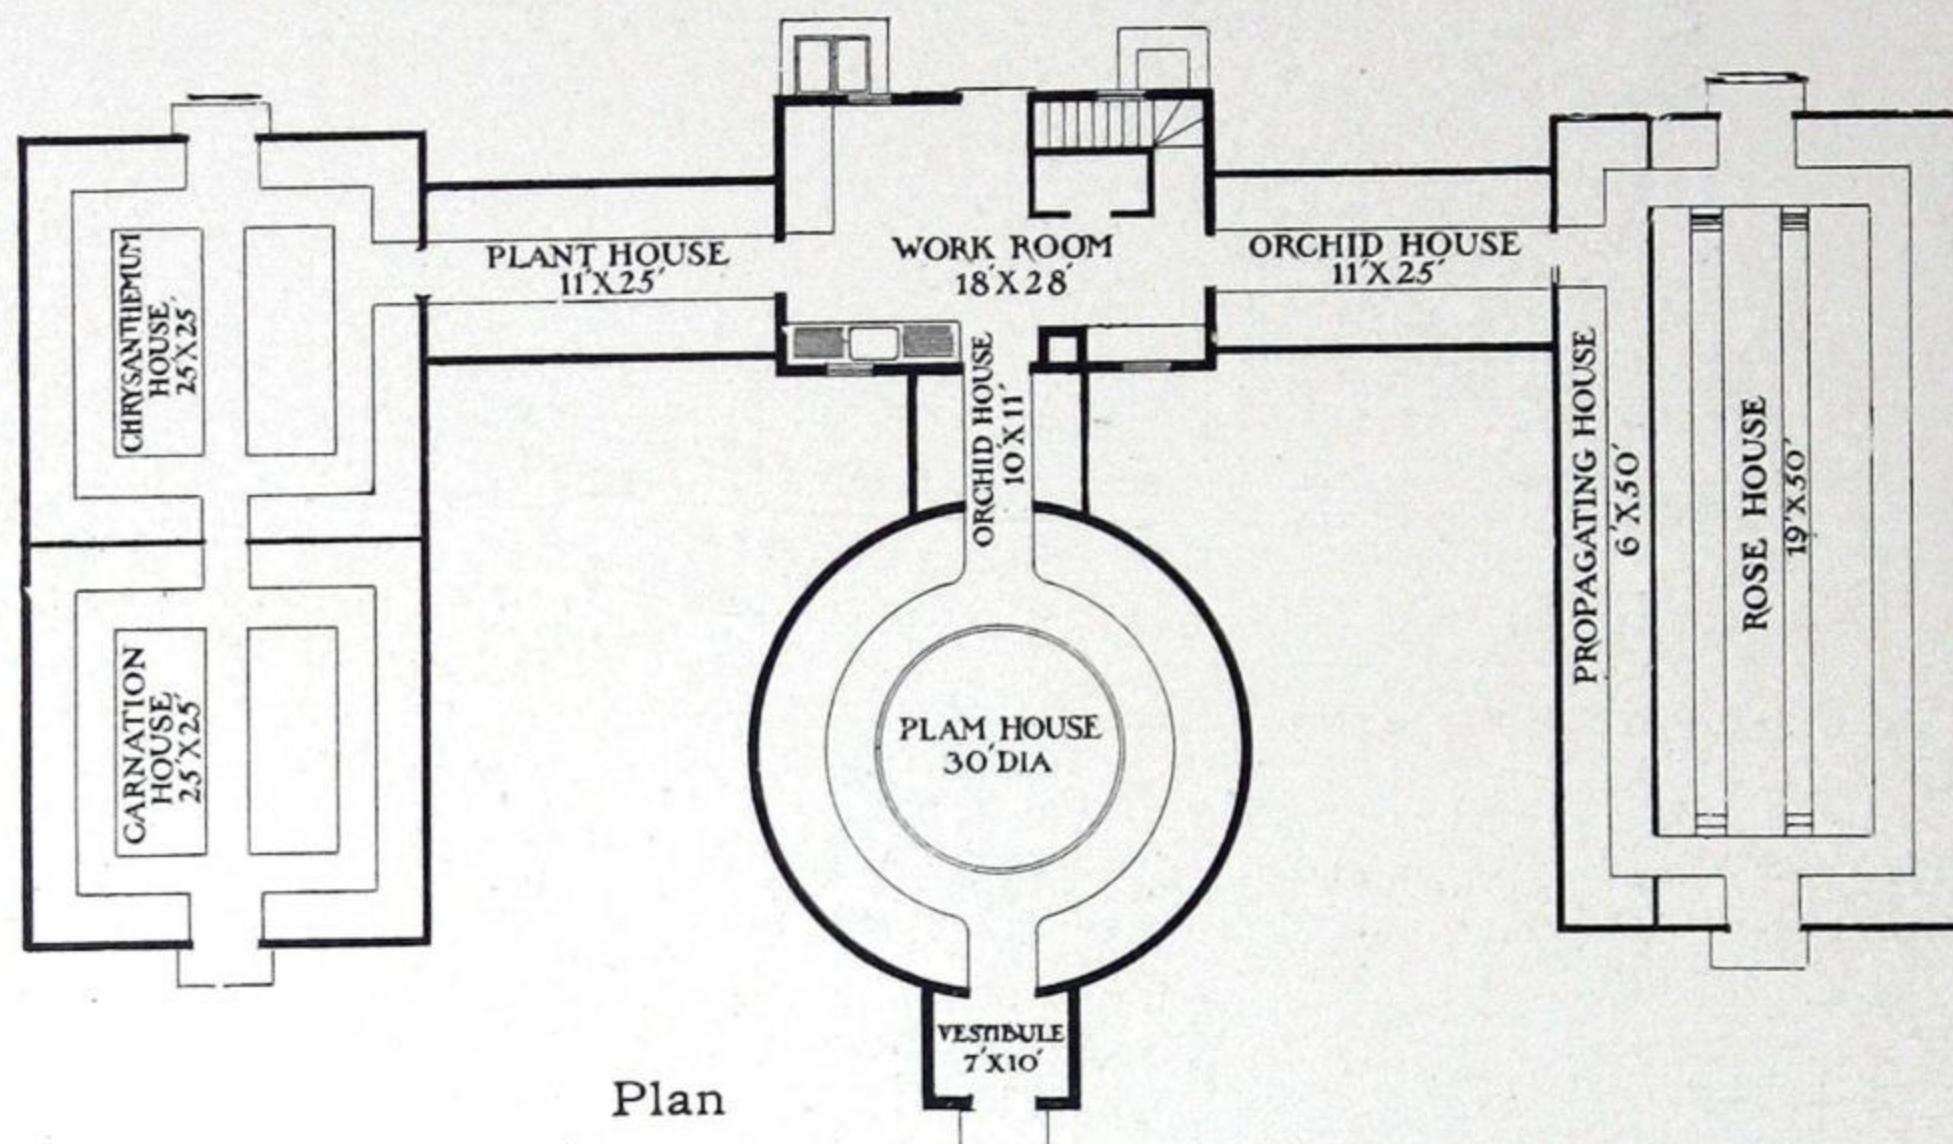 CHRYSANTHEMUM
HOUSE
25'X25'
PLANT HOUSE
11'X25'
WORK ROOM
18'X28'
ORCHID HOUSE
11'X25'
ORCHID HOUSE
10'X11'
PROPAGATING HOUSE
6'X50'
ROSE HOUSE
19'X50'
CARNATION
HOUSE
25'X25'
PLAM HOUSE
30'DIA
VESTIBULE
7'X10'
Plan